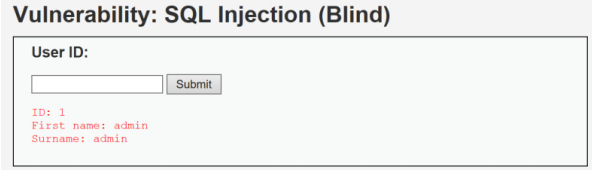 Vulnerability: SQL Injection (Blind)
User ID:
Submit
ID: 1
First name: admin
Surname: admin